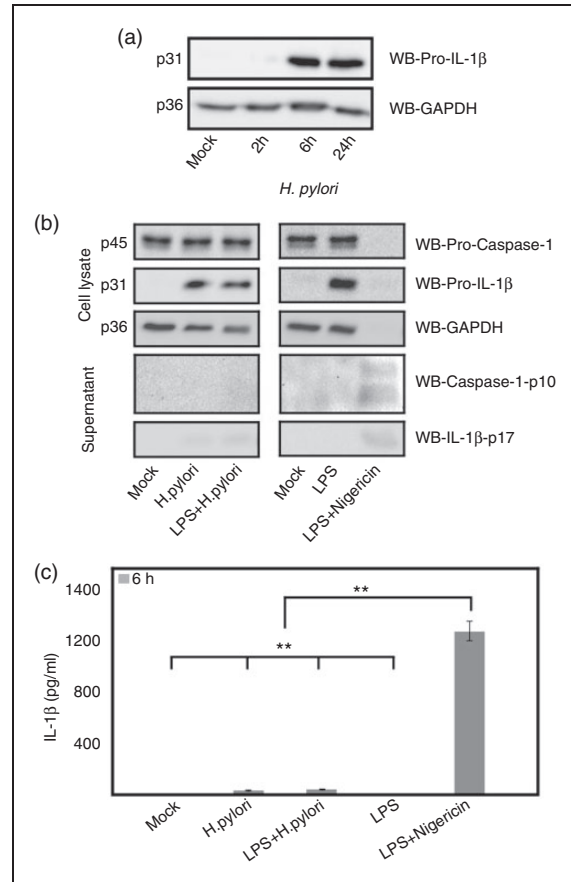 (a)
p31
WB-Pro-IL-1β
p36
WB-GAPDH
Mock
2h
6h
24h
H. pylori
(b)
Cell lysate
p45
WB-Pro-Caspase-1
p31
WB-Pro-IL-1β
p36
WB-GAPDH
Supernatant
WB-Caspase-1-p10
WB-IL-1β-p17
Mock
H.pylori
LPS+H.pylori
Mock
LPS
LPS+Nigericin
(c)
6 h
IL-1β (pg/ml)
1400
1200
800
400
**
**
Mock
H.pylori
LPS+H.pylori
LPS
LPS+Nigericin